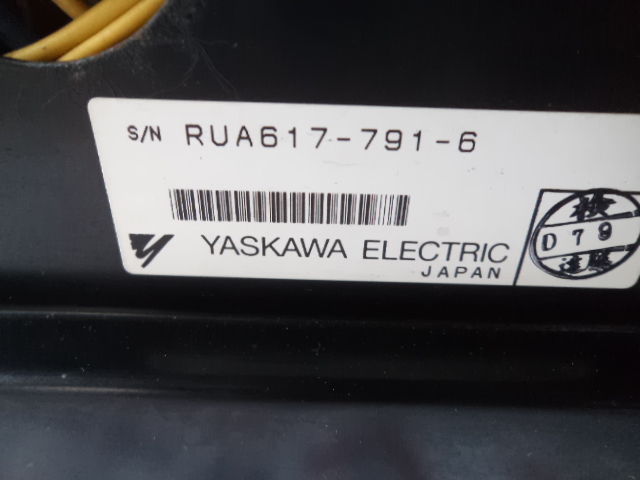 S/N RUA617-791-6
YASKAWA ELECTRIC
JAPAN
検
D79